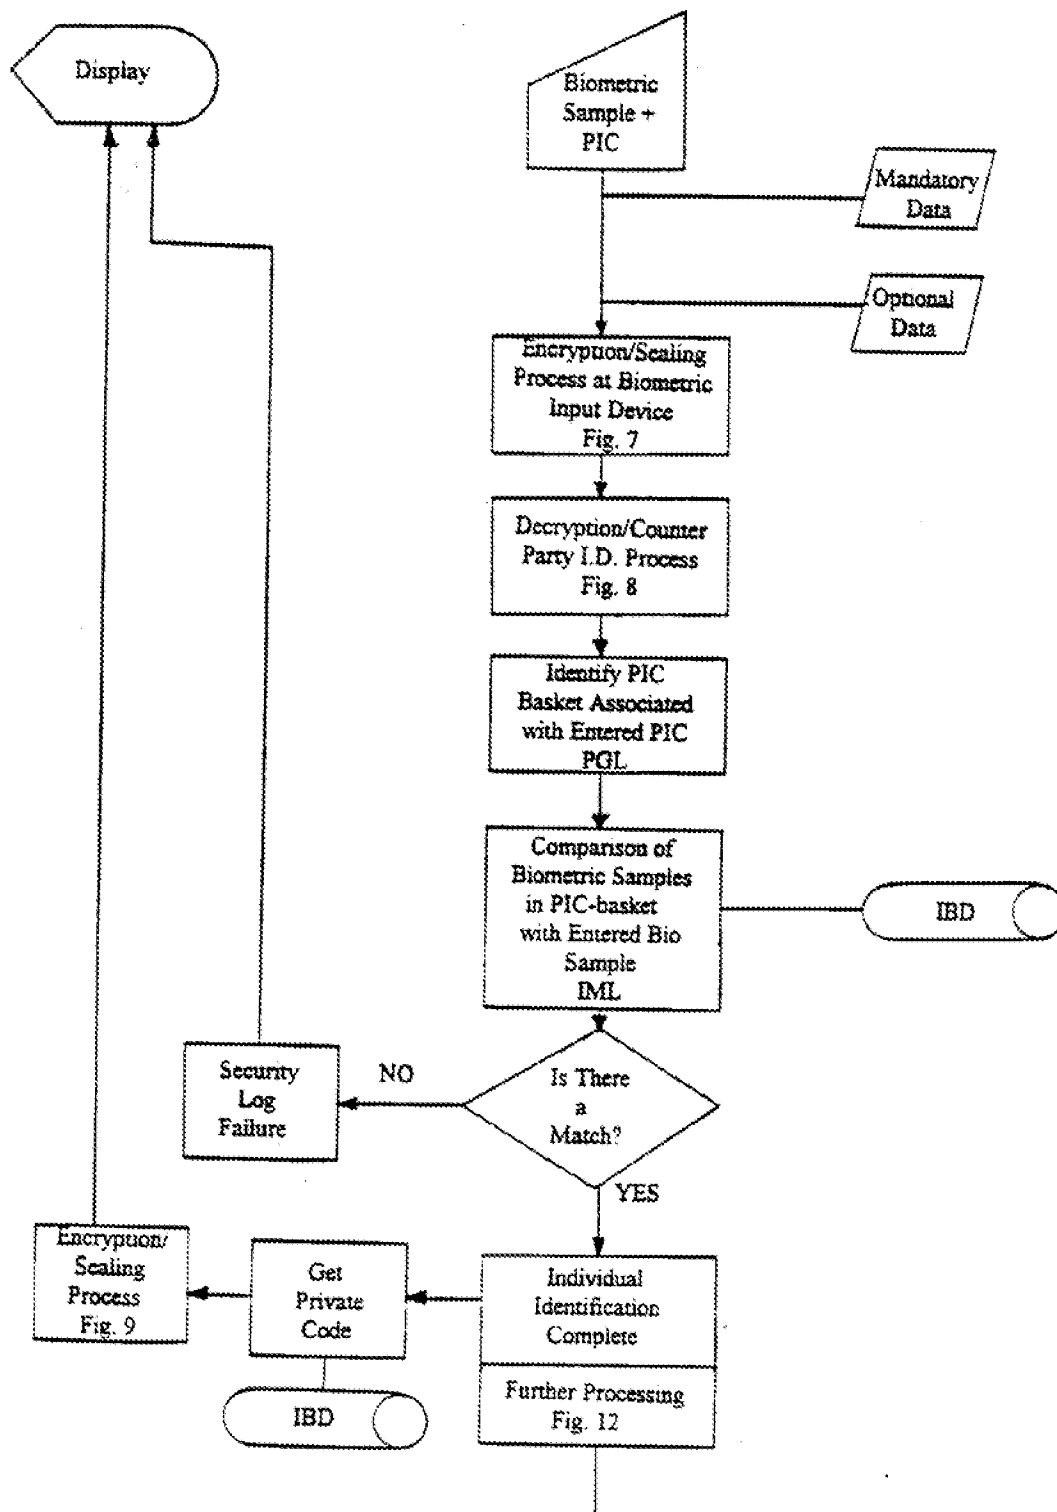 Display
Biometric
Sample +
PIC
Mandatory
Data
Optional
Data
Encryption/Sealing
Process at Biometric
Input Device
Fig. 7
Decryption/Counter
Party I.D. Process
Fig. 8
Identify PIC
Basket Associated
with Entered PIC
PGL
Comparison of
Biometric Samples
in PIC-basket
with Entered Bio
Sample
IML
IBD
Is There
a
Match?
NO
Security
Log
Failure
YES
Individual
Identification
Complete
Further Processing
Fig. 12
Get
Private
Code
IBD
Encryption/
Sealing
Process
Fig. 9